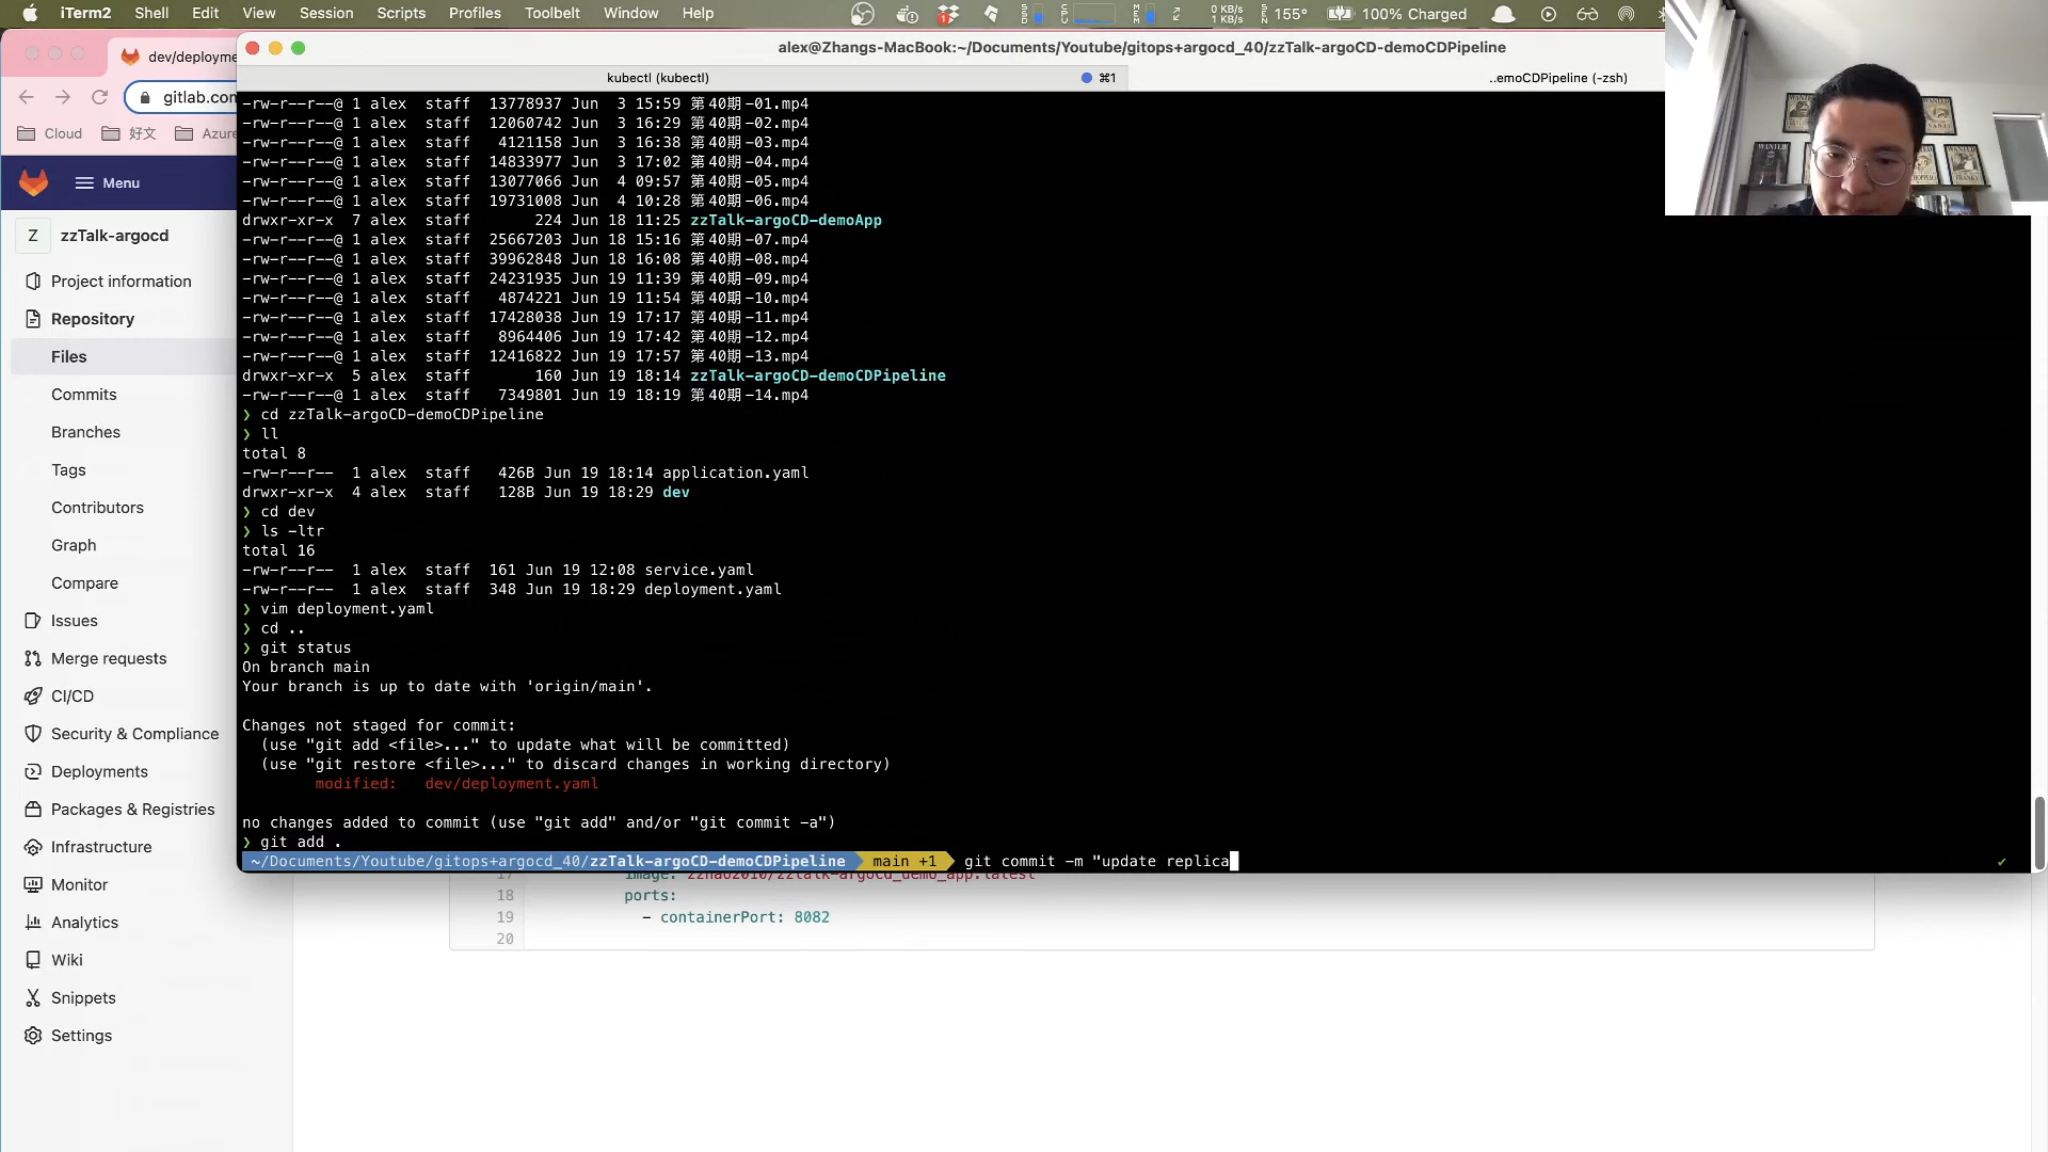 iTerm2 Shell Edit View Session Scripts Profiles Toolbelt Window Help 0 KB/s 1 KB/s 155° 100% Charged
dev/deployme
alex@Zhangs-MacBook:~/Documents/Youtube/gitops+argocd_40/zzTalk-argoCD-demoCDPipeline
kubectl (kubectl) ⌘1 ..emoCDPipeline (-zsh)
gitlab.con
Cloud 好文 Azure
Menu
Z zzTalk-argocd
Project information
Repository
Files
Commits
Branches
Tags
Contributors
Graph
Compare
Issues
Merge requests
CI/CD
Security & Compliance
Deployments
Packages & Registries
Infrastructure
Monitor
Analytics
Wiki
Snippets
Settings
-rw-r--r--@ 1 alex staff 13778937 Jun 3 15:59 第40期-01.mp4
-rw-r--r--@ 1 alex staff 12060742 Jun 3 16:29 第40期-02.mp4
-rw-r--r--@ 1 alex staff 4121158 Jun 3 16:38 第40期-03.mp4
-rw-r--r--@ 1 alex staff 14833977 Jun 3 17:02 第40期-04.mp4
-rw-r--r--@ 1 alex staff 13077066 Jun 4 09:57 第40期-05.mp4
-rw-r--r--@ 1 alex staff 19731008 Jun 4 10:28 第40期-06.mp4
drwxr-xr-x 7 alex staff 224 Jun 18 11:25 zzTalk-argoCD-demoApp
-rw-r--r--@ 1 alex staff 25667203 Jun 18 15:16 第40期-07.mp4
-rw-r--r--@ 1 alex staff 39962848 Jun 18 16:08 第40期-08.mp4
-rw-r--r--@ 1 alex staff 24231935 Jun 19 11:39 第40期-09.mp4
-rw-r--r--@ 1 alex staff 4874221 Jun 19 11:54 第40期-10.mp4
-rw-r--r--@ 1 alex staff 17428038 Jun 19 17:17 第40期-11.mp4
-rw-r--r--@ 1 alex staff 8964406 Jun 19 17:42 第40期-12.mp4
-rw-r--r--@ 1 alex staff 12416822 Jun 19 17:57 第40期-13.mp4
drwxr-xr-x 5 alex staff 160 Jun 19 18:14 zzTalk-argoCD-demoCDPipeline
-rw-r--r--@ 1 alex staff 7349801 Jun 19 18:19 第40期-14.mp4
❯ cd zzTalk-argoCD-demoCDPipeline
❯ ll
total 8
-rw-r--r-- 1 alex staff 426B Jun 19 18:14 application.yaml
drwxr-xr-x 4 alex staff 128B Jun 19 18:29 dev
❯ cd dev
❯ ls -ltr
total 16
-rw-r--r-- 1 alex staff 161 Jun 19 12:08 service.yaml
-rw-r--r-- 1 alex staff 348 Jun 19 18:29 deployment.yaml
❯ vim deployment.yaml
❯ cd ..
❯ git status
On branch main
Your branch is up to date with 'origin/main'.
Changes not staged for commit:
(use "git add <file>..." to update what will be committed)
(use "git restore <file>..." to discard changes in working directory)
modified: dev/deployment.yaml
no changes added to commit (use "git add" and/or "git commit -a")
❯ git add .
~/Documents/Youtube/gitops+argocd_40/zzTalk-argoCD-demoCDPipeline main +1 git commit -m "update replica ✔
18 ports:
19 - containerPort: 8082
20